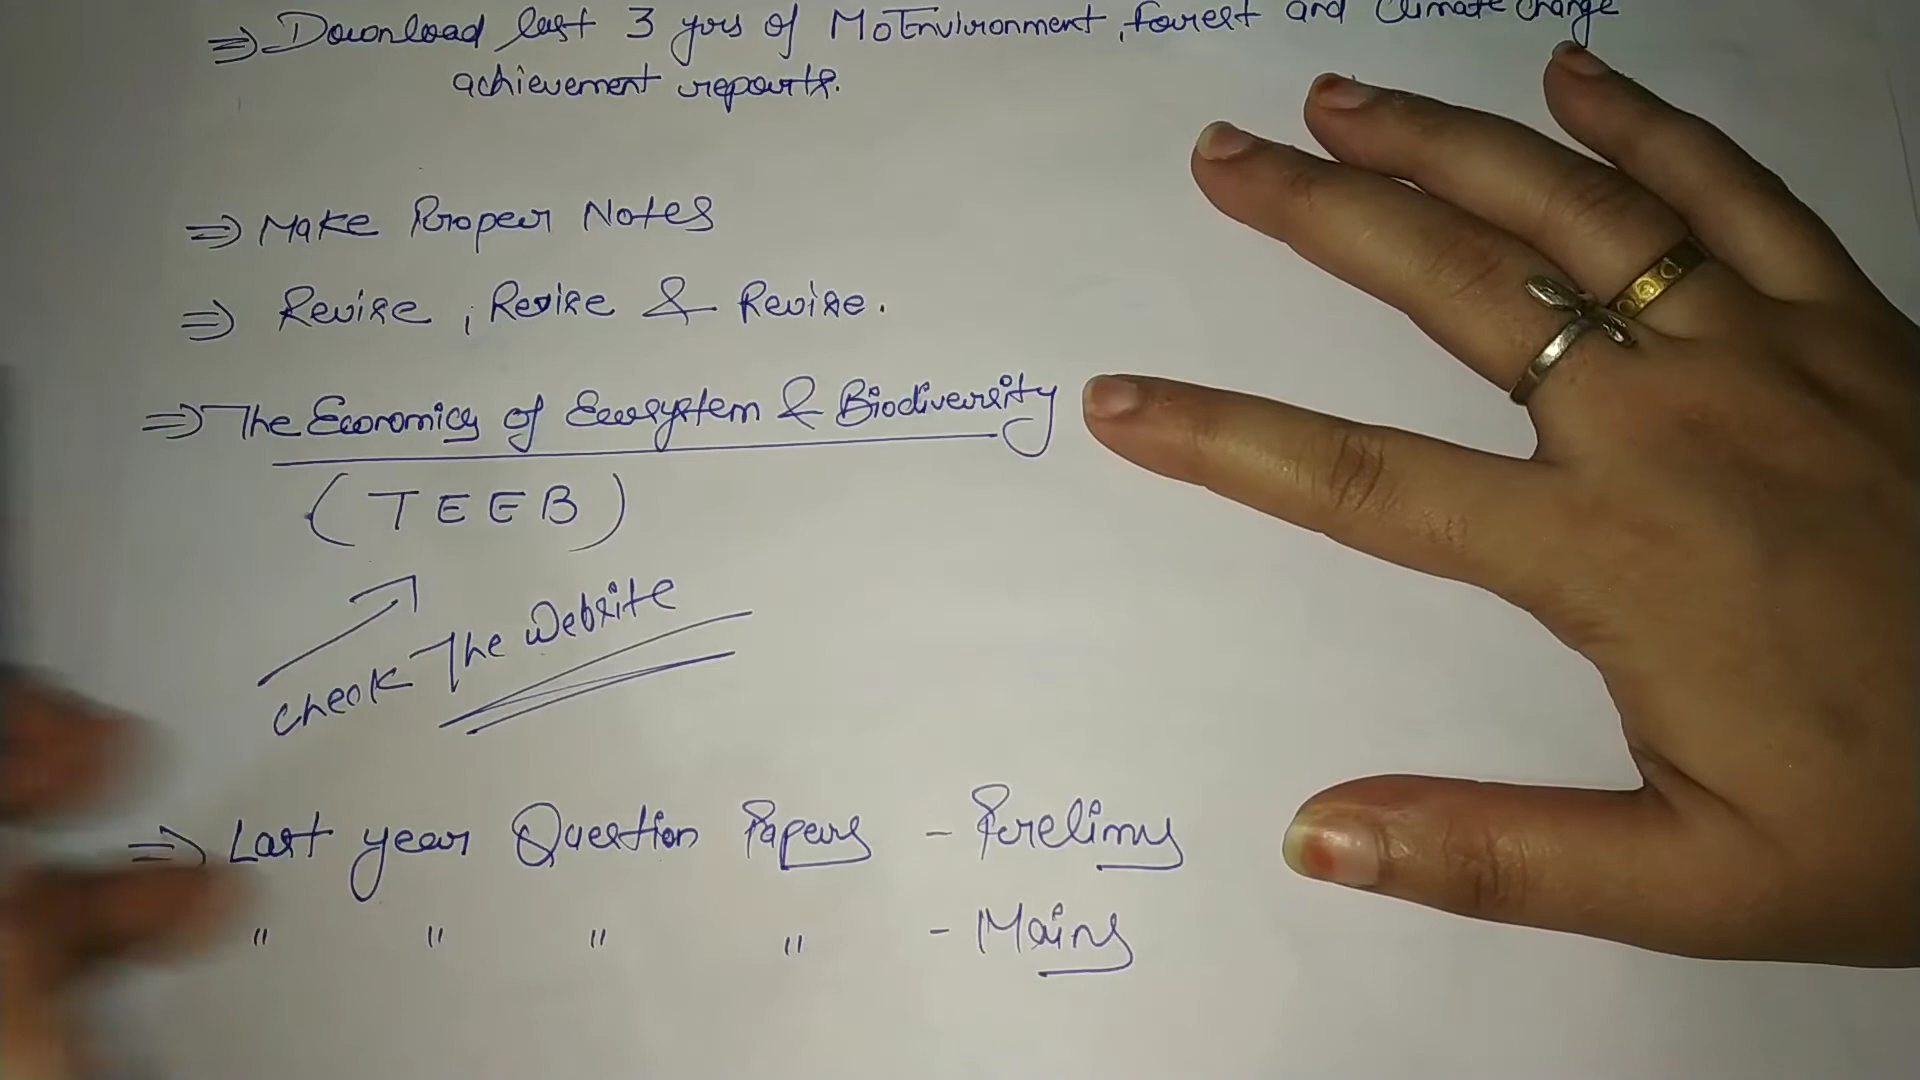 ⇒ Download last 3 yrs of MoEnvironment, forest and Climate Change
achievement reports.
⇒ Make Proper Notes
⇒ Revise, Revise & Revise.
⇒ The Economics of Ecosystem & Biodiversity
(TEEB)
Check The Website
⇒ Last year Question Papers - Prelims
" " " " - Mains